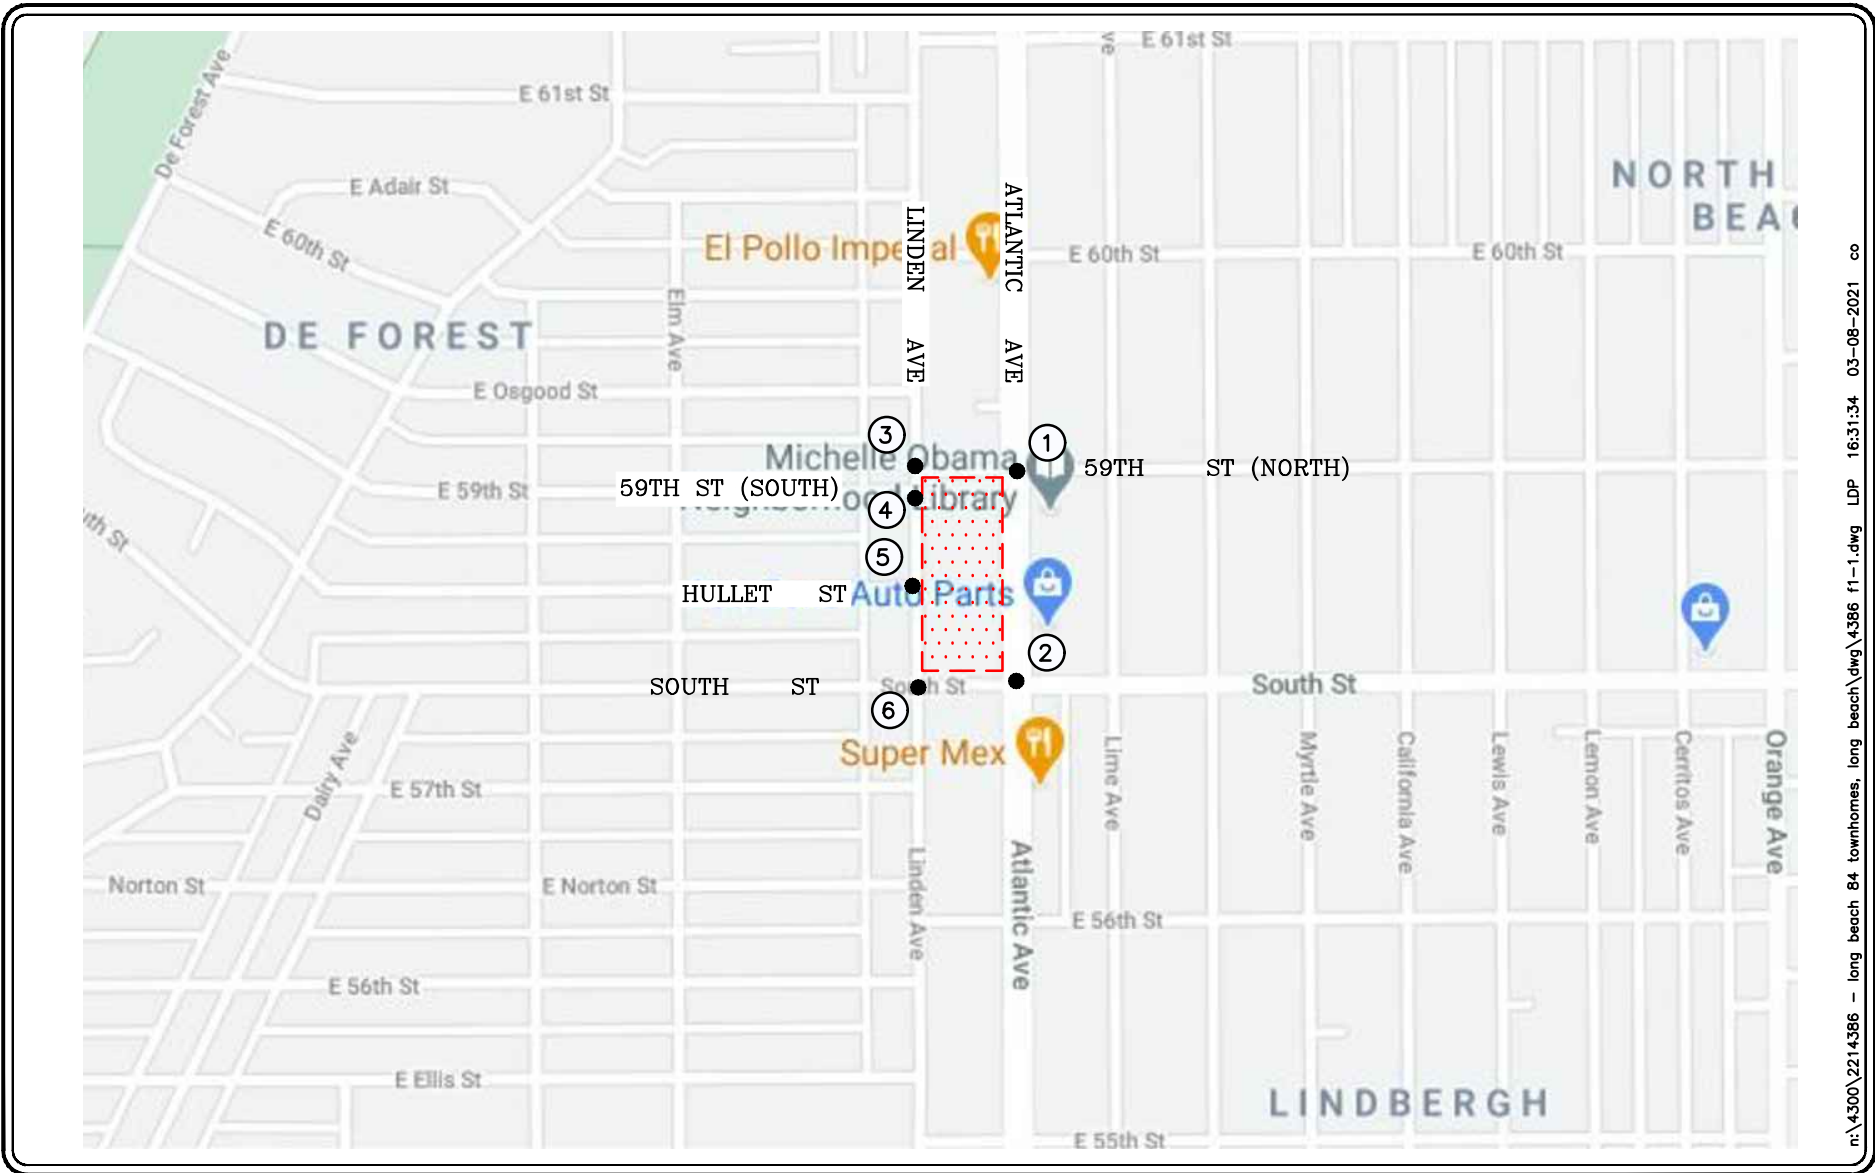 E 61st St
De Forest Ave
E 61st St
E Adair St
E 60th St
NORTH
El Pollo Impe al
LINDEN AVE
ATLANTIC AVE
E 60th St
E 60th St
DE FOREST
Elm Ave
E Osgood St
3
1
Michelle Obama
59TH ST (NORTH)
E 59th St
59TH ST (SOUTH)
Library
4
5
HULLET ST
Auto Parts
2
SOUTH ST
South St
South St
6
Super Mex
Dairy Ave
E 57th St
Lime Ave
Myrtle Ave
California Ave
Lewis Ave
Lemon Ave
Cerritos Ave
Orange Ave
Norton St
E Norton St
Linden Ave
Atlantic Ave
E 56th St
E 56th St
E Ellis St
LINDBERGH
E 55th St
n:\4300\2214386 - long beach 84 townhomes, long beach\dwg\4386 f1-1.dwg LDP 16:31:34 03-08-2021 co